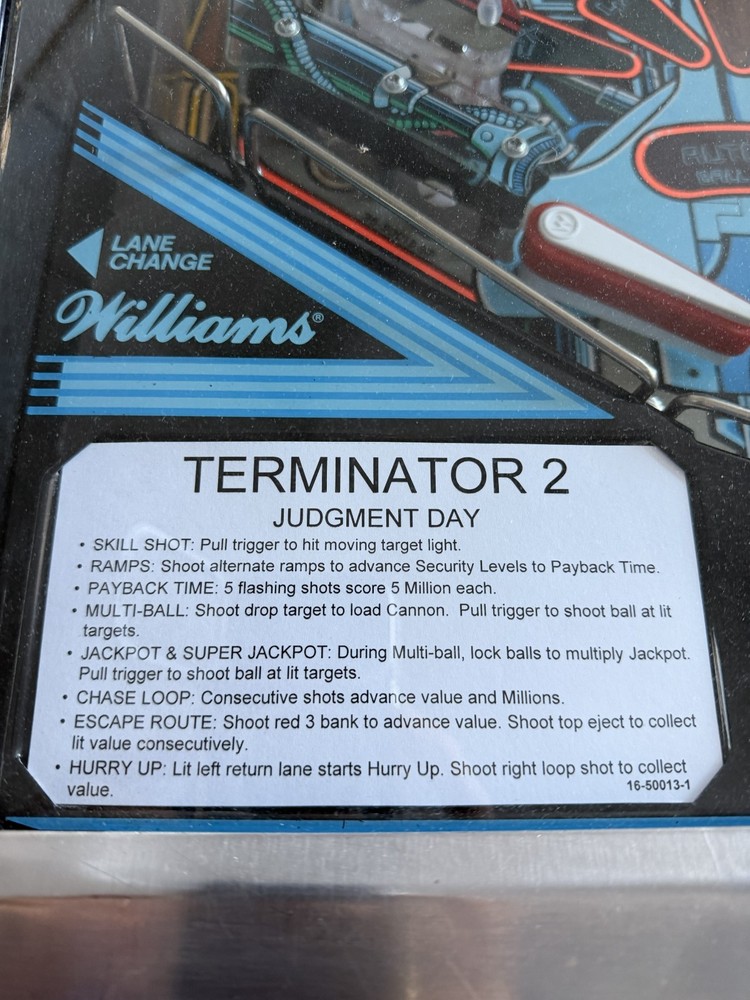 AUTO
LANE
CHANGE
Williams®
TERMINATOR 2
JUDGMENT DAY
• SKILL SHOT: Pull trigger to hit moving target light.
• RAMPS: Shoot alternate ramps to advance Security Levels to Payback Time.
• PAYBACK TIME: 5 flashing shots score 5 Million each.
• MULTI-BALL: Shoot drop target to load Cannon. Pull trigger to shoot ball at lit
targets.
• JACKPOT & SUPER JACKPOT: During Multi-ball, lock balls to multiply Jackpot.
Pull trigger to shoot ball at lit targets.
• CHASE LOOP: Consecutive shots advance value and Millions.
• ESCAPE ROUTE: Shoot red 3 bank to advance value. Shoot top eject to collect
lit value consecutively.
• HURRY UP: Lit left return lane starts Hurry Up. Shoot right loop shot to collect
value.
16-50013-1